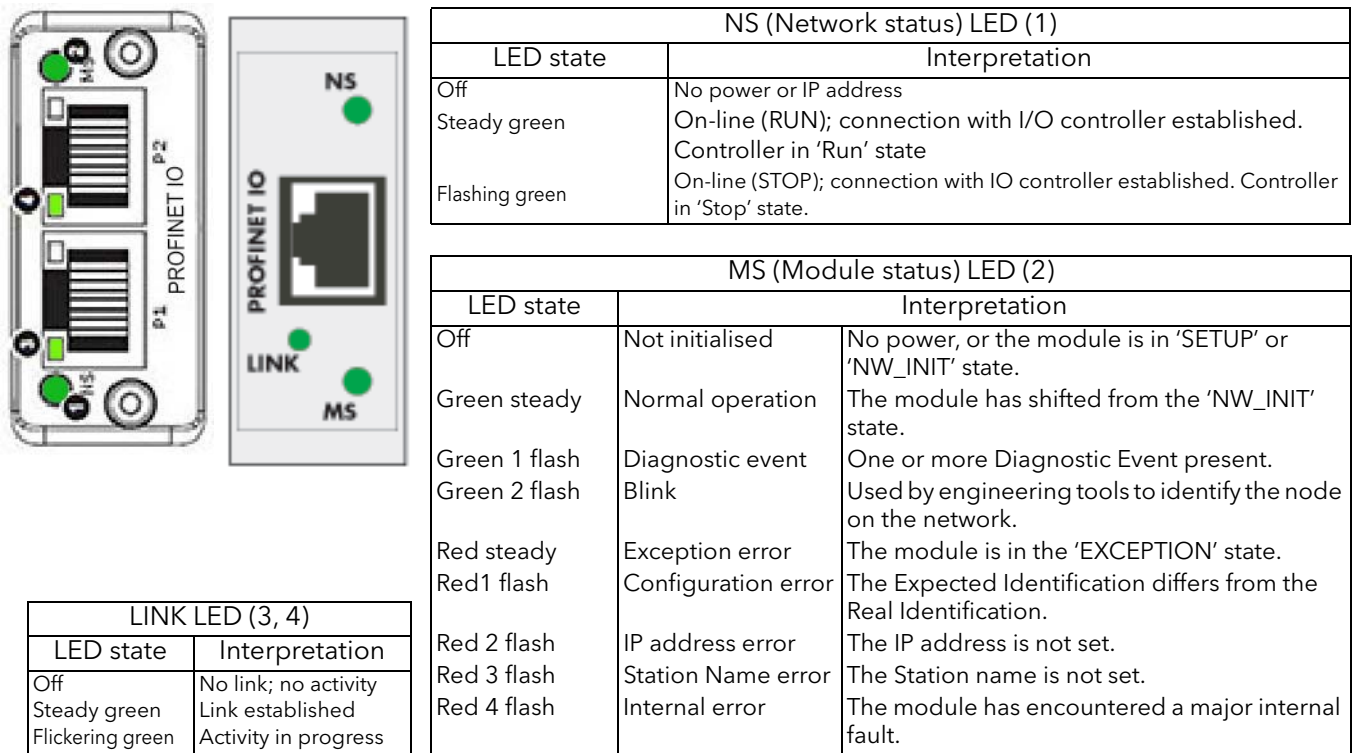 MS
P2
PROFINET IO
P1
NS
NS
PROFINET IO
LINK
MS
NS (Network status) LED (1)
LED state Interpretation
Off No power or IP address
Steady green On-line (RUN); connection with I/O controller established.
Controller in ‘Run’ state
Flashing green On-line (STOP); connection with IO controller established. Controller
in ‘Stop’ state.
MS (Module status) LED (2)
LED state Interpretation
Off Not initialised No power, or the module is in ‘SETUP’ or
‘NW_INIT’ state.
Green steady Normal operation The module has shifted from the ‘NW_INIT’
state.
Green 1 flash Diagnostic event One or more Diagnostic Event present.
Green 2 flash Blink Used by engineering tools to identify the node
on the network.
Red steady Exception error The module is in the ‘EXCEPTION’ state.
Red1 flash Configuration error The Expected Identification differs from the
Real Identification.
Red 2 flash IP address error The IP address is not set.
Red 3 flash Station Name error The Station name is not set.
Red 4 flash Internal error The module has encountered a major internal
fault.
LINK LED (3, 4)
LED state Interpretation
Off No link; no activity
Steady green Link established
Flickering green Activity in progress